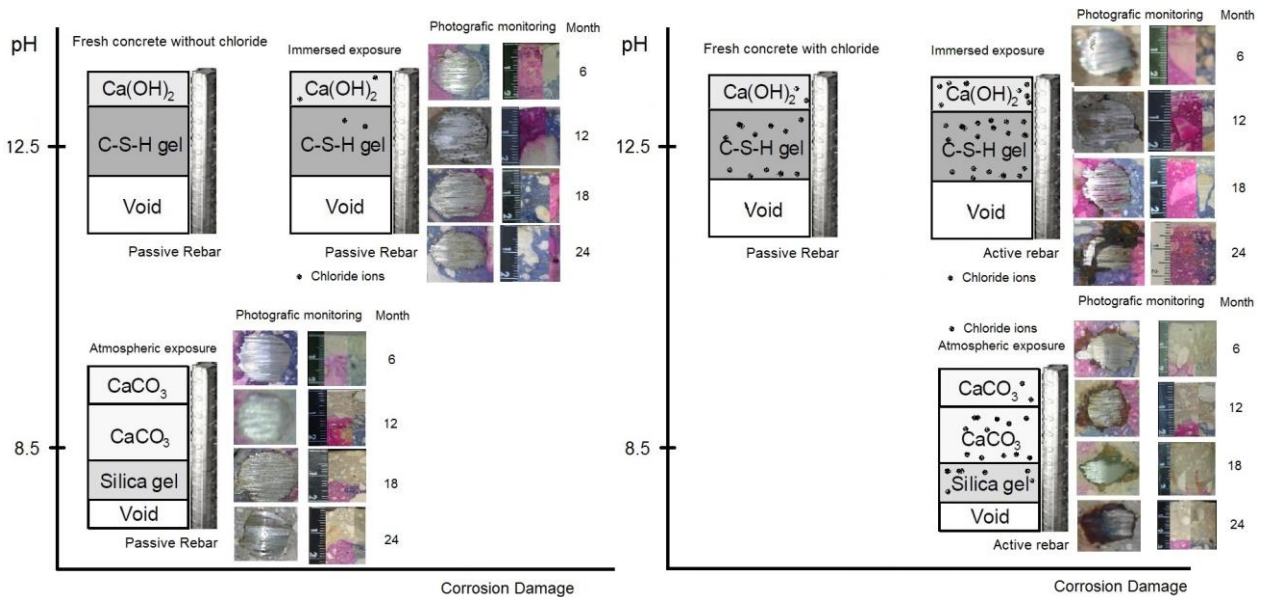 pH
12.5
8.5
Fresh concrete without chloride
Ca(OH)2
C-S-H gel
Void
Passive Rebar
Immersed exposure
Ca(OH)2
C-S-H gel
Void
Passive Rebar
Chloride ions
Photografic monitoring Month
6
12
18
24
Atmospheric exposure
CaCO3
CaCO3
Silica gel
Void
Passive Rebar
Photografic monitoring Month
6
12
18
24
Corrosion Damage
pH
12.5
8.5
Fresh concrete with chloride
Ca(OH)2
C-S-H gel
Void
Passive Rebar
Immersed exposure
Ca(OH)2
C-S-H gel
Void
Active rebar
Chloride ions
Photografic monitoring Month
6
12
18
24
Chloride ions
Atmospheric exposure
CaCO3
CaCO3
Silica gel
Void
Active rebar
Photografic monitoring Month
6
12
18
24
Corrosion Damage